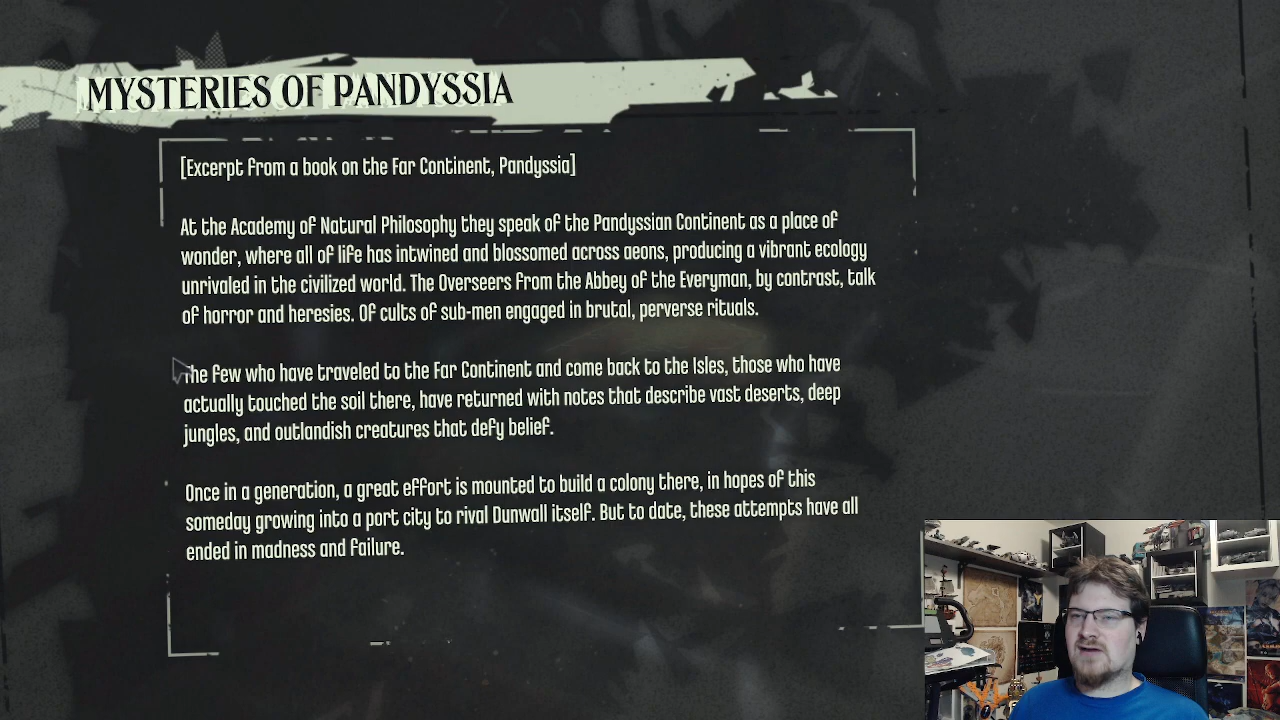 MYSTERIES OF PANDYSSIA
[Excerpt from a book on the Far Continent, Pandyssia]
At the Academy of Natural Philosophy they speak of the Pandyssian Continent as a place of
wonder, where all of life has intwined and blossomed across aeons, producing a vibrant ecology
unrivaled in the civilized world. The Overseers from the Abbey of the Everyman, by contrast, talk
of horror and heresies. Of cults of sub-men engaged in brutal, perverse rituals.
The few who have traveled to the Far Continent and come back to the Isles, those who have
actually touched the soil there, have returned with notes that describe vast deserts, deep
jungles, and outlandish creatures that defy belief.
Once in a generation, a great effort is mounted to build a colony there, in hopes of this
someday growing into a port city to rival Dunwall itself. But to date, these attempts have all
ended in madness and failure.